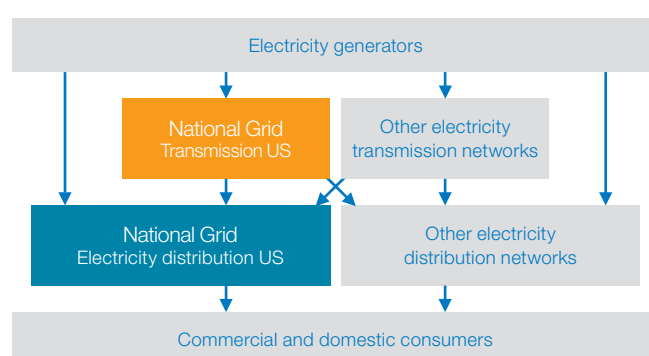 Electricity generators
National Grid
Transmission US
Other electricity
transmission networks
National Grid
Electricity distribution US
Other electricity
distribution networks
Commercial and domestic consumers